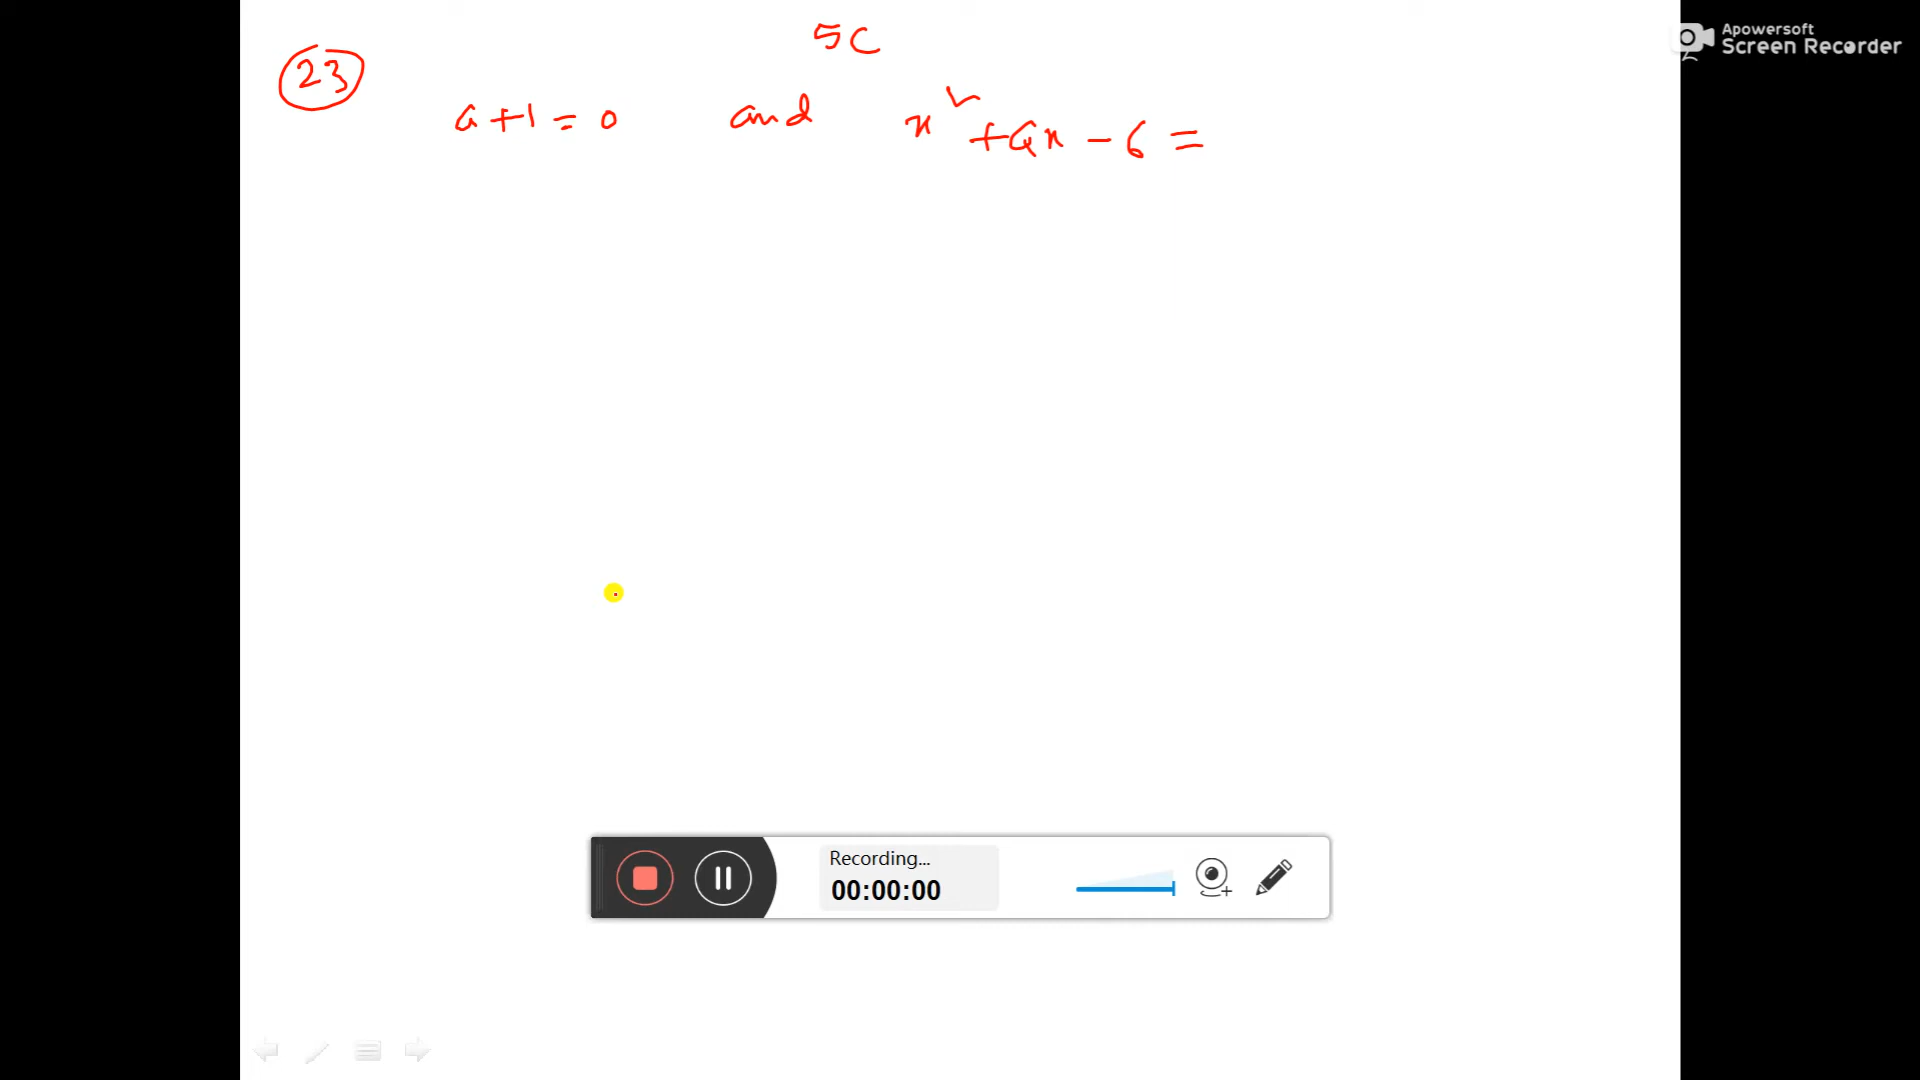 5C
23
a+1=0 and x² +ax-6=
Apowersoft
Screen Recorder
Recording...
00:00:00